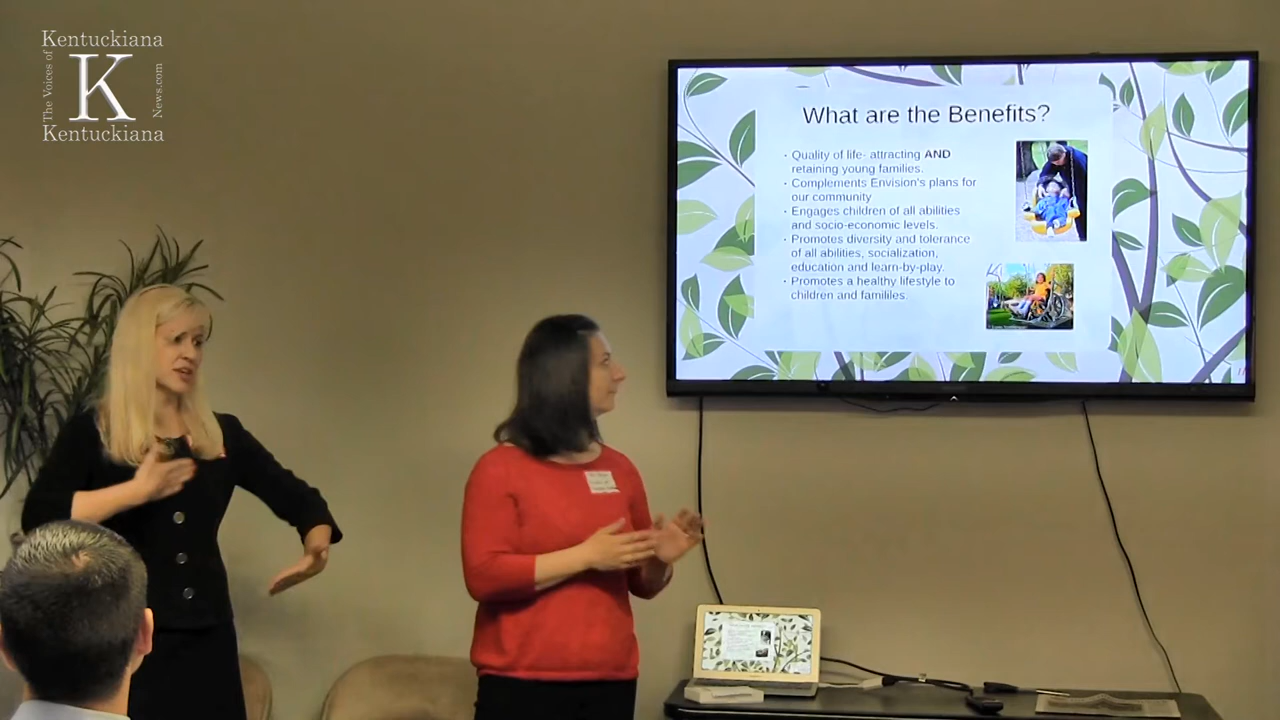 Kentuckiana
The Voices of
K
News.com
Kentuckiana
What are the Benefits?
· Quality of life- attracting AND
retaining young families.
· Complements Envision's plans for
our community
· Engages children of all abilities
and socio-economic levels.
· Promotes diversity and tolerance
of all abilities, socialization,
education and learn-by-play.
· Promotes a healthy lifestyle to
children and famililes.